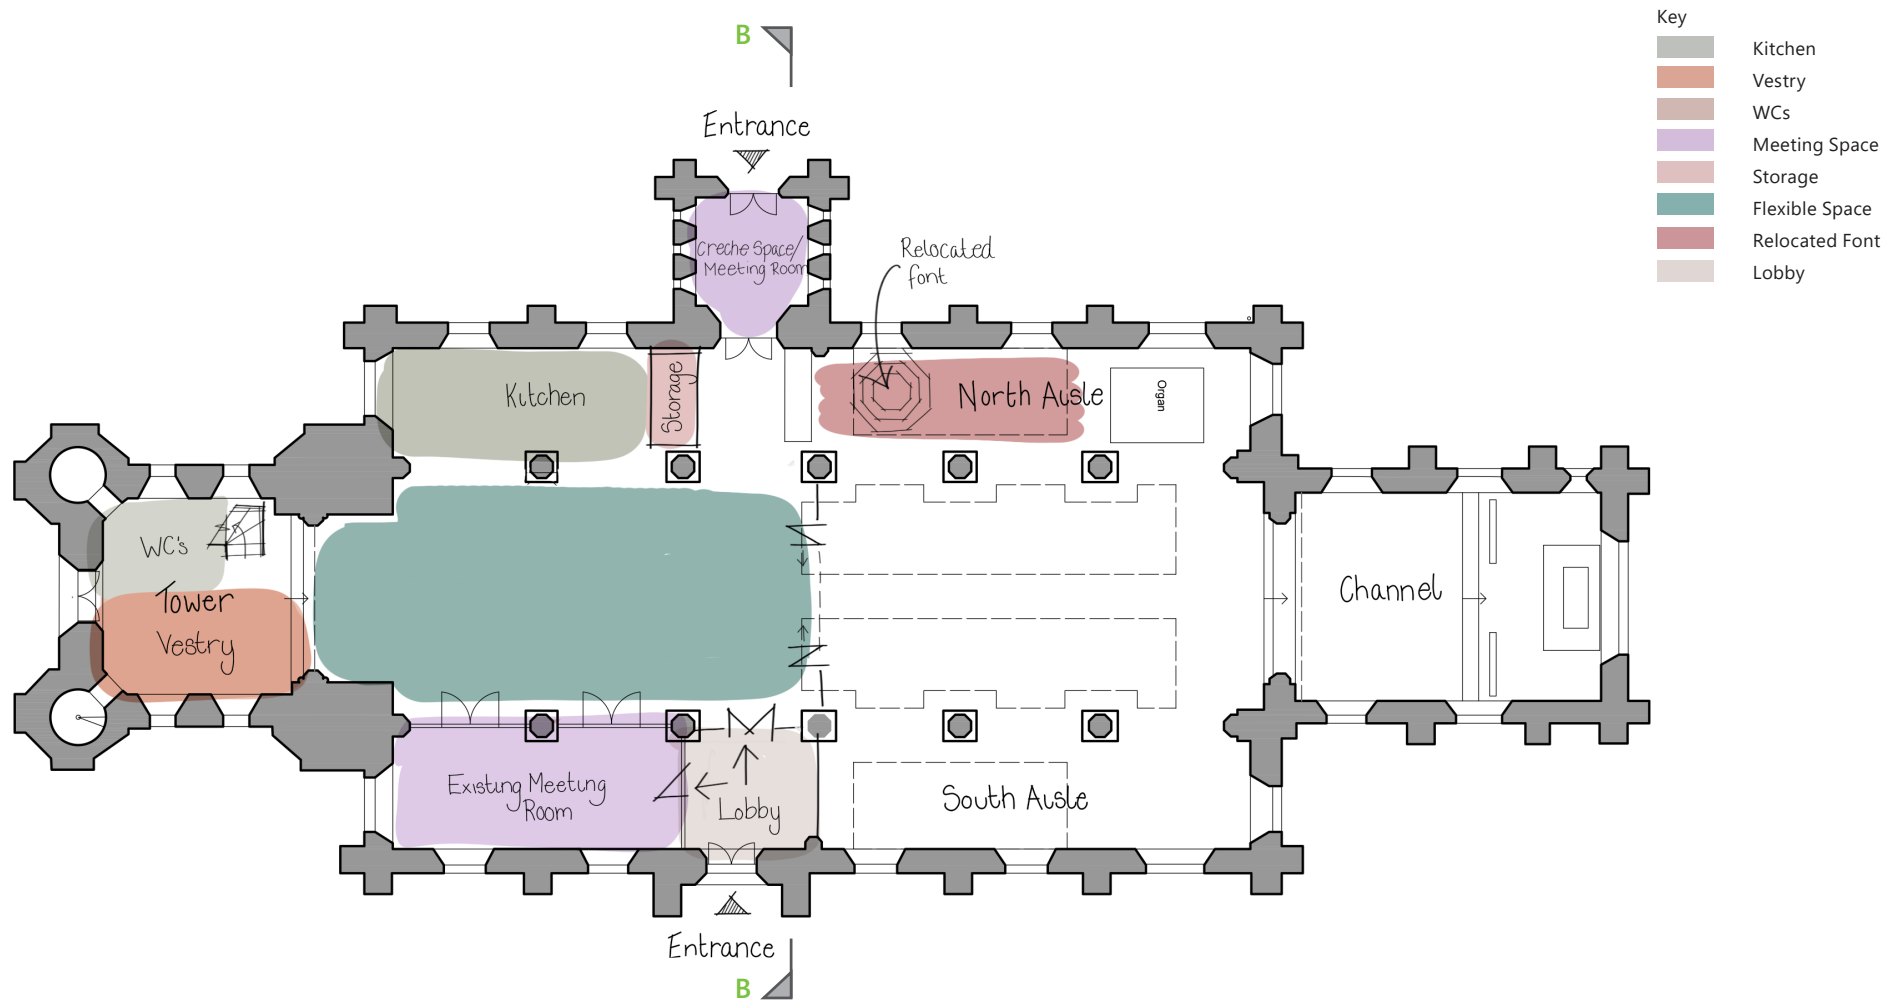 B
Entrance
Key
Kitchen
Vestry
WCs
Meeting Space
Storage
Flexible Space
Relocated Font
Lobby
Creche Space/
Meeting Room
Relocated
font
Kitchen
Storage
North Aisle
Organ
WC's
Tower
Vestry
Channel
Existing Meeting
Room
Lobby
South Aisle
Entrance
B